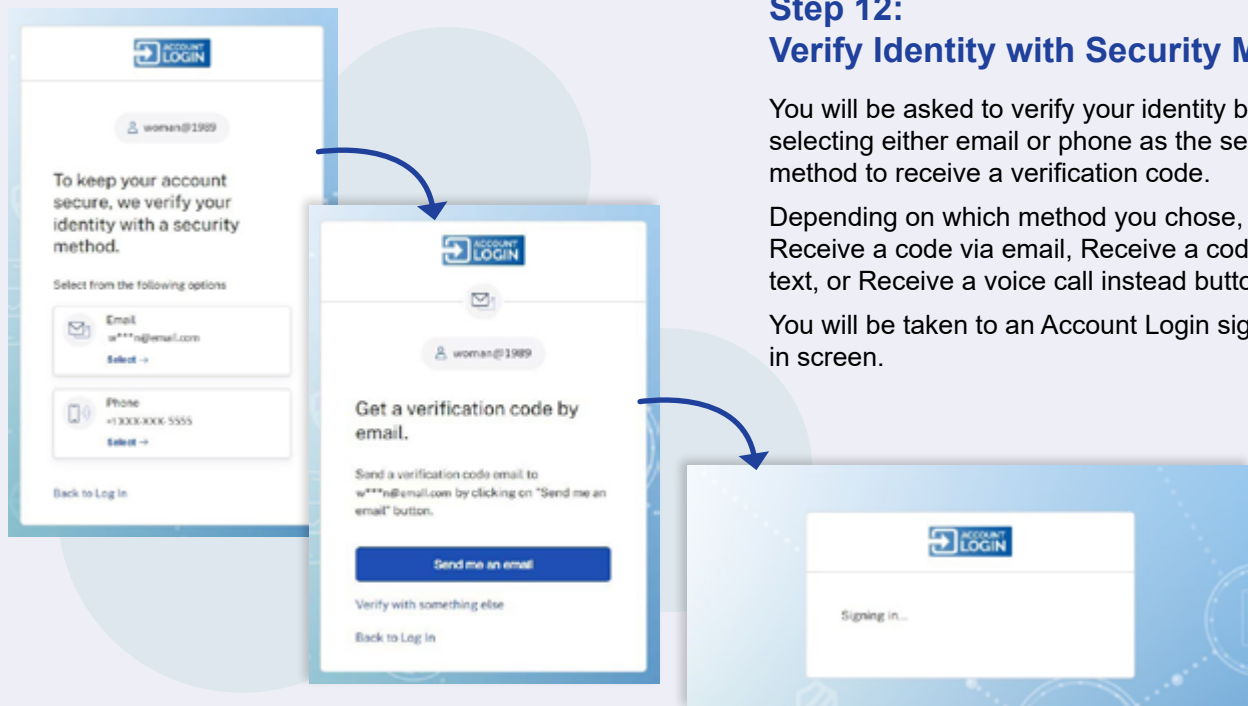 Step 12:
Verify Identity with Security M
You will be asked to verify your identity b
selecting either email or phone as the se
method to receive a verification code.
Depending on which method you chose,
Receive a code via email, Receive a cod
text, or Receive a voice call instead butto
You will be taken to an Account Login sig
in screen.
ACCOUNT
LOGIN
woman@1989
To keep your account
secure, we verify your
identity with a security
method.
Select from the following options
Email
w***n@email.com
Select →
Phone
+1 XXX-XXX-5555
Select →
Back to Log In
ACCOUNT
LOGIN
woman@1989
Get a verification code by
email.
Send a verification code email to
w***n@email.com by clicking on "Send me an
email" button.
Send me an email
Verify with something else
Back to Log In
ACCOUNT
LOGIN
Signing in...